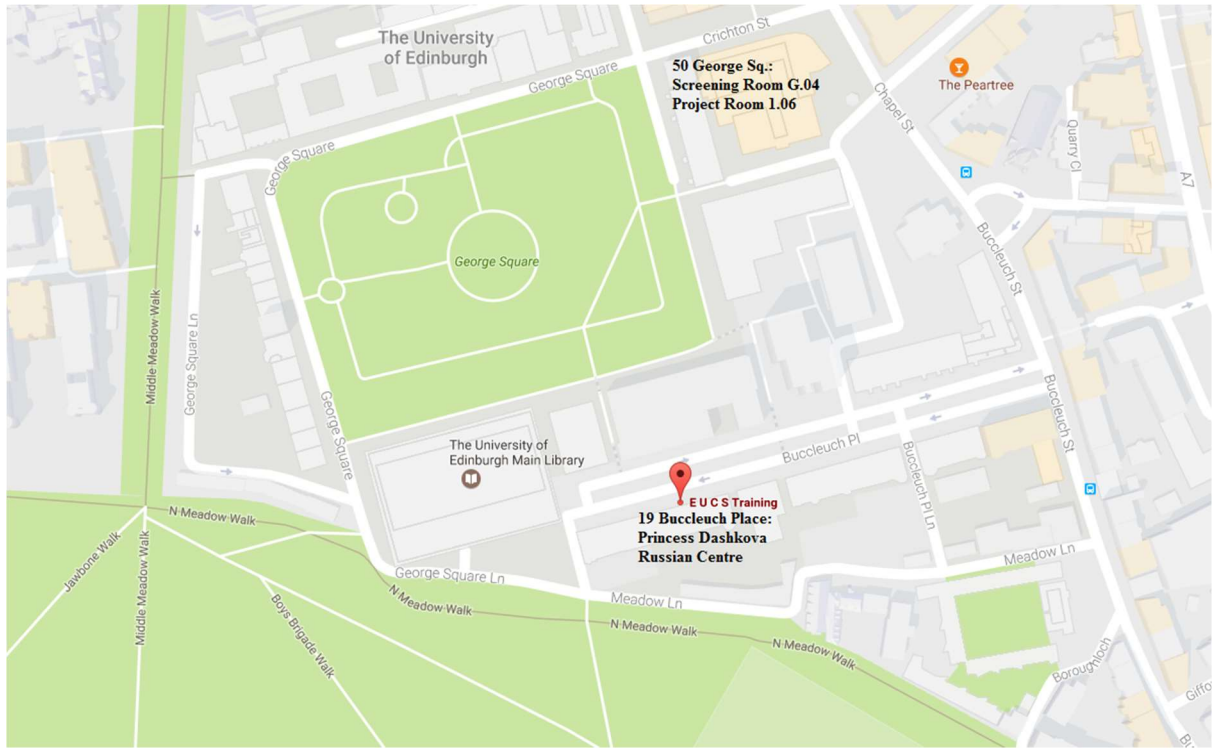 The University
of Edinburgh
Crichton St
George Square
50 George Sq.:
Screening Room G.04
Project Room 1.06
The Peartree
Chapel St
Quarry Cl
A7
George Square
George Square
Buccleuch St
Middle Meadow Walk
George Square Ln
George Square
Buccleuch St
The University of
Edinburgh Main Library
Buccleuch Pl
E U C S Training
19 Buccleuch Place:
Princess Dashkova
Russian Centre
Buccleuch Pl Ln
N Meadow Walk
Jawbone Walk
Middle Meadow Walk
Boys Brigade Walk
George Square Ln
N Meadow Walk
Meadow Ln
Meadow Ln
N Meadow Walk
N Meadow Walk
Boroughloch
Giffo
Bu